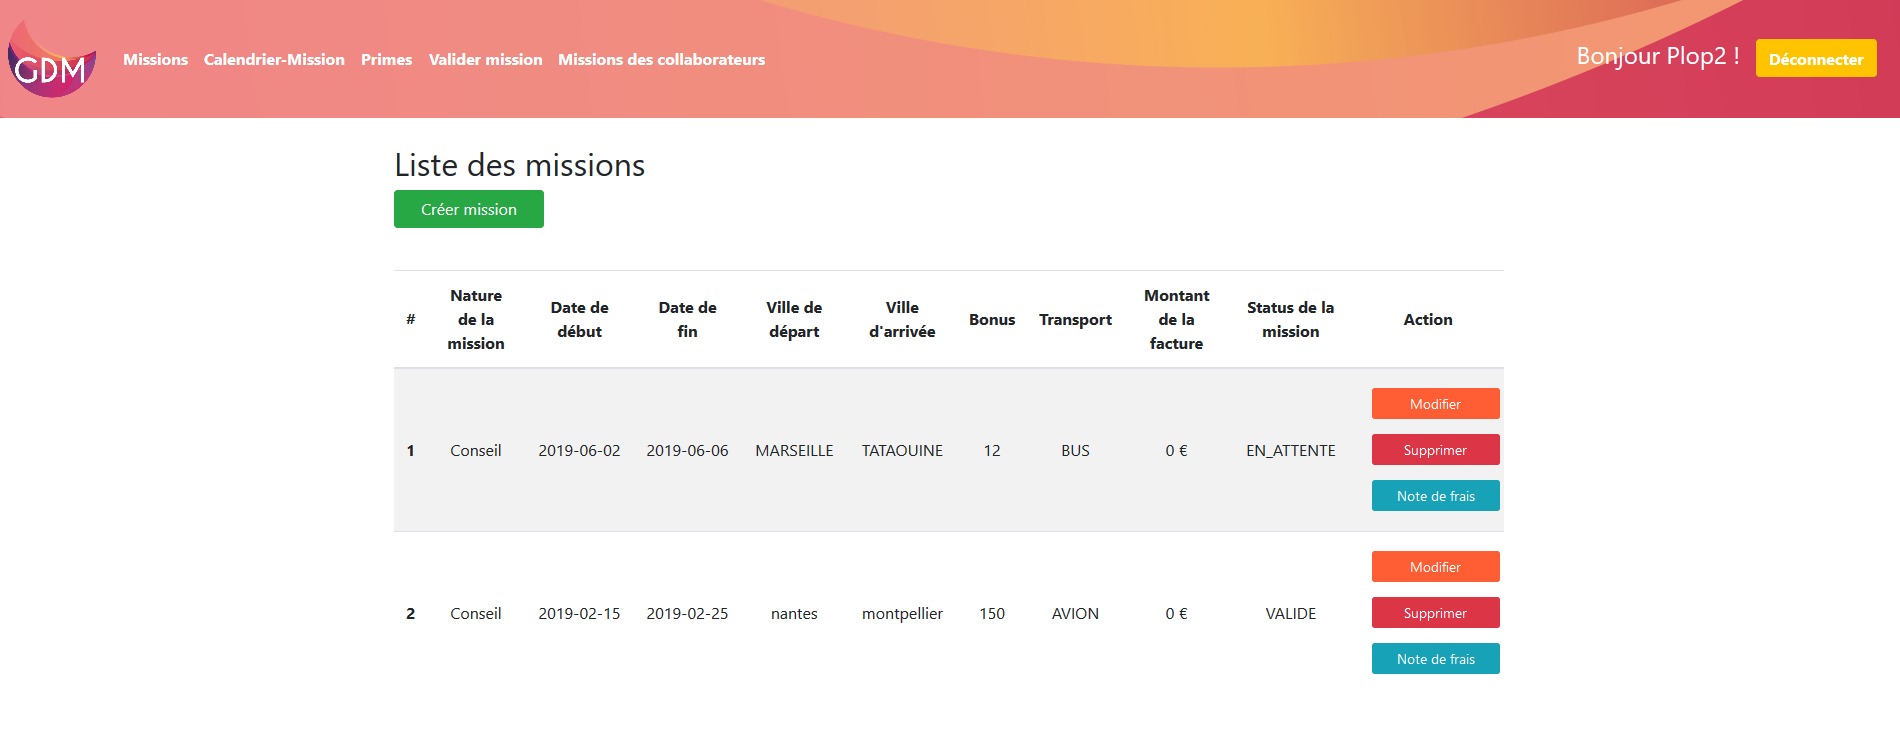 GDM
Missions Calendrier-Mission Primes Valider mission Missions des collaborateurs
Bonjour Plop2 ! Déconnecter
Liste des missions
Créer mission
# Nature de la mission Date de début Date de fin Ville de départ Ville d'arrivée Bonus Transport Montant de la facture Status de la mission Action
1 Conseil 2019-06-02 2019-06-06 MARSEILLE TATAOUINE 12 BUS 0 € EN_ATTENTE
Modifier
Supprimer
Note de frais
2 Conseil 2019-02-15 2019-02-25 nantes montpellier 150 AVION 0 € VALIDE
Modifier
Supprimer
Note de frais